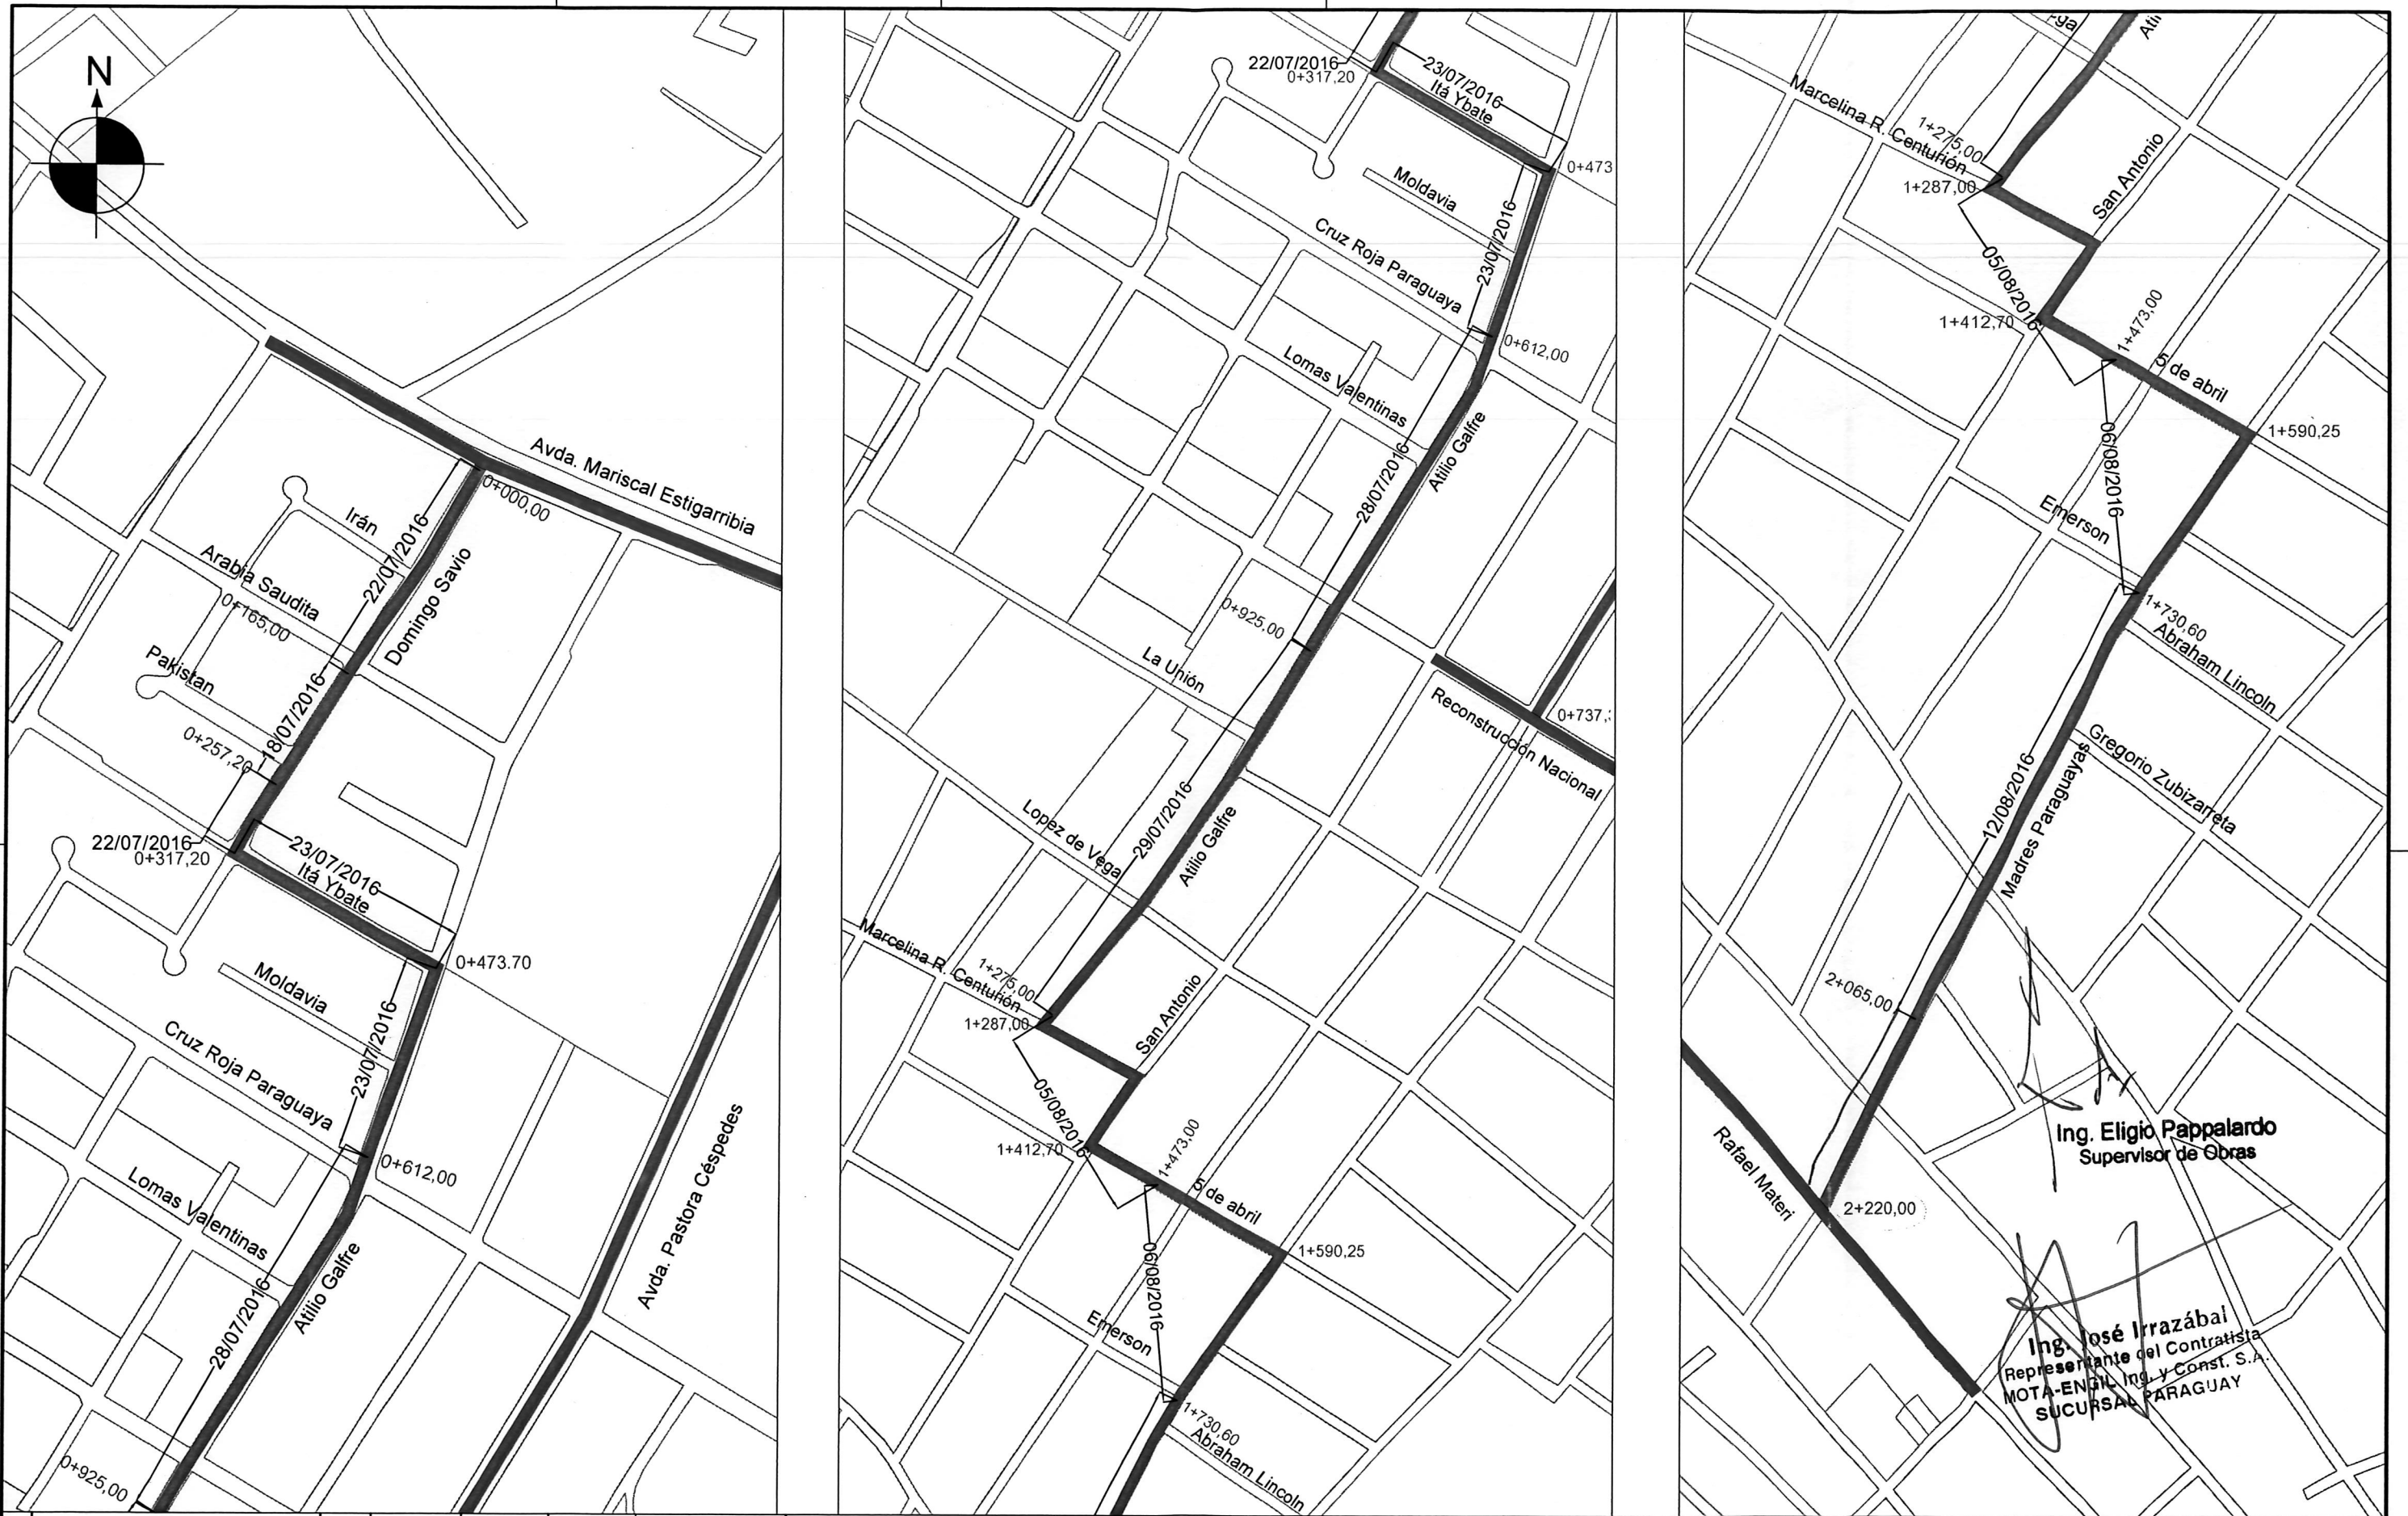 N
Avda. Mariscal Estigarribia
0+000,00
Irán
22/07/2016
Arabia Saudita
0+165,00
Domingo Savio
Pakistan
18/07/2016
0+257,20
22/07/2016
0+317,20
23/07/2016
Itá Ybate
0+473.70
Moldavia
23/07/2016
Cruz Roja Paraguaya
0+612,00
Lomas Valentinas
Avda. Pastora Céspedes
Atilio Galfre
28/07/2016
0+925,00
22/07/2016
0+317,20
23/07/2016
Itá Ybate
0+473
Moldavia
23/07/2016
Cruz Roja Paraguaya
0+612,00
Lomas Valentinas
Atilio Galfre
28/07/2016
0+925,00
La Unión
Reconstrucción Nacional
0+737,
29/07/2016
Lopez de Vega
Atilio Galfre
Marcelina R. Centurión
1+275,00
1+287,00
San Antonio
05/08/2016
1+412,70
1+473,00
5 de abril
1+590,25
06/08/2016
Emerson
1+730,60
Abraham Lincoln
ega
Atil
Marcelina R. Centurión
1+275,00
1+287,00
San Antonio
05/08/2016
1+412,70
1+473,00
5 de abril
1+590,25
06/08/2016
Emerson
1+730,60
Abraham Lincoln
Gregorio Zubizarreta
12/08/2016
Madres Paraguayas
2+065,00
Rafael Materi
2+220,00
Ing. Eligio Pappalardo
Supervisor de Obras
Ing. José Irrazábal
Representante del Contratista
MOTA-ENGIL Ing. y Const. S.A.
SUCURSAL PARAGUAY